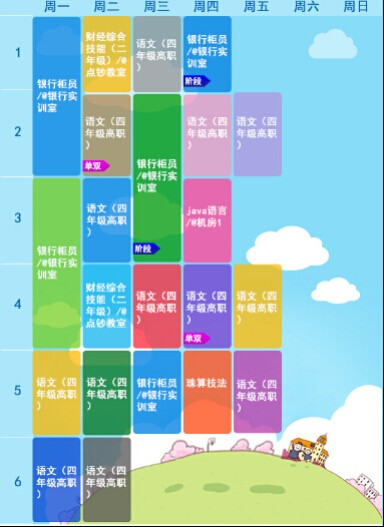 周一 周二 周三 周四 周五 周六 周日
1
银行柜员
/@银行实
训室
财经综合
技能（二
年级）/@
点钞教室
语文（四
年级高职
）
银行柜员
/@银行实
训室
阶段
2
语文（四
年级高职
）
单双
银行柜员
/@银行实
训室
阶段
语文（四
年级高职
）
语文（四
年级高职
）
3
银行柜员
/@银行实
训室
语文（四
年级高职
）
java语言
/@机房1
4
财经综合
技能（二
年级）/@
点钞教室
语文（四
年级高职
）
语文（四
年级高职
）
单双
语文（四
年级高职
）
5
语文（四
年级高职
）
语文（四
年级高职
）
银行柜员
/@银行实
训室
珠算技法
语文（四
年级高职
）
6
语文（四
年级高职
）
语文（四
年级高职
）